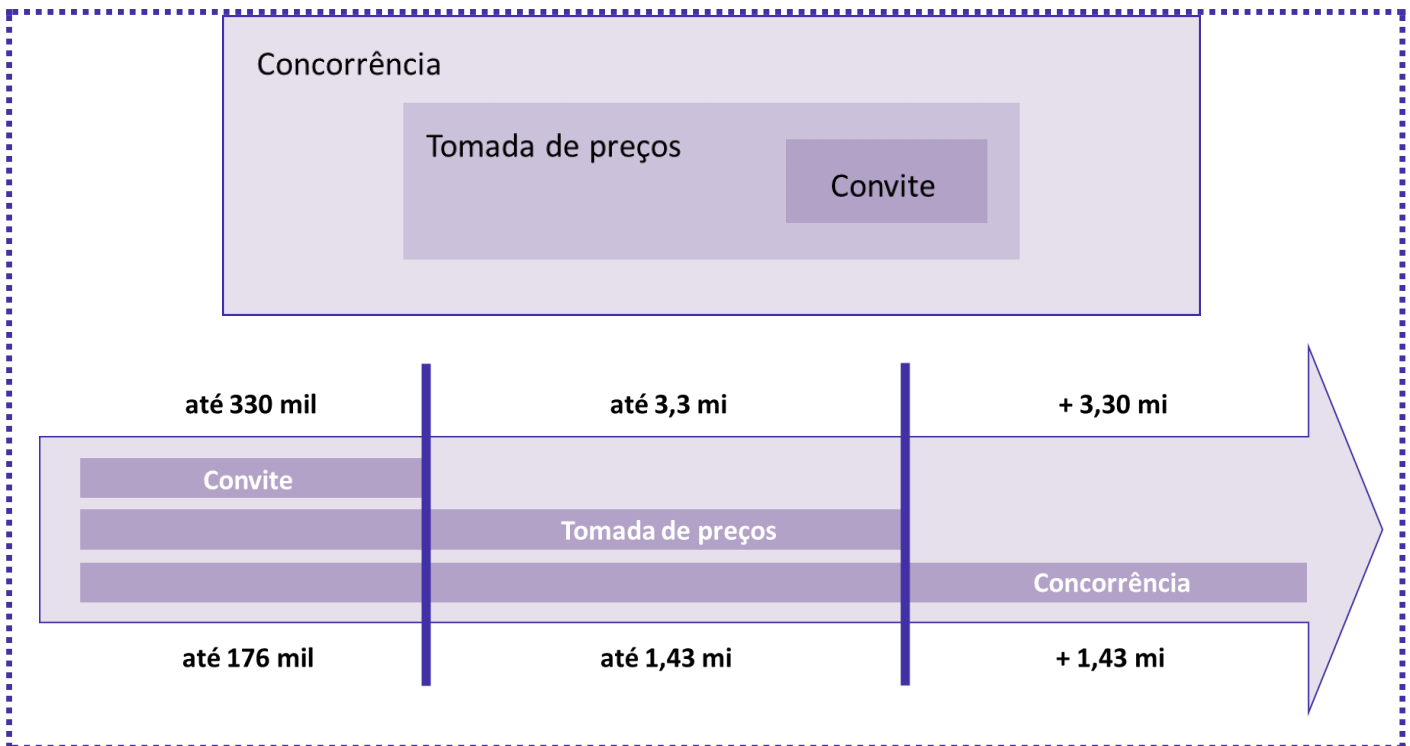 Concorrência
Tomada de preços
Convite
até 330 mil
até 3,3 mi
+ 3,30 mi
Convite
Tomada de preços
Concorrência
até 176 mil
até 1,43 mi
+ 1,43 mi